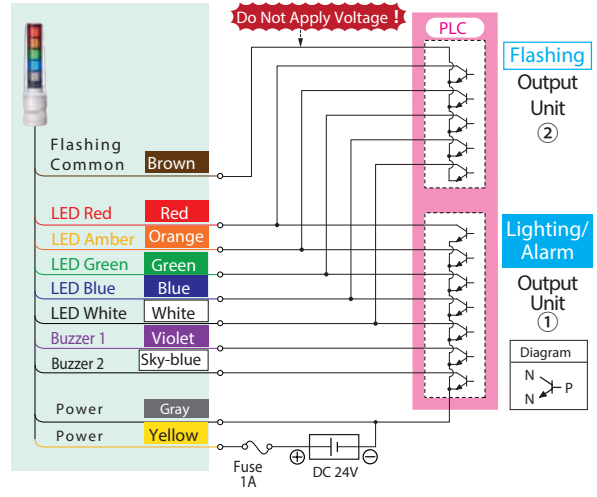 Do Not Apply Voltage !
PLC
Flashing
Output
Unit
②
Flashing
Common
Brown
LED Red
Red
LED Amber
Orange
LED Green
Green
LED Blue
Blue
LED White
White
Buzzer 1
Violet
Buzzer 2
Sky-blue
Power
Gray
Power
Yellow
Lighting/
Alarm
Output
Unit
①
Diagram
N
P
N
Fuse
1A
⊕
DC 24V
⊖